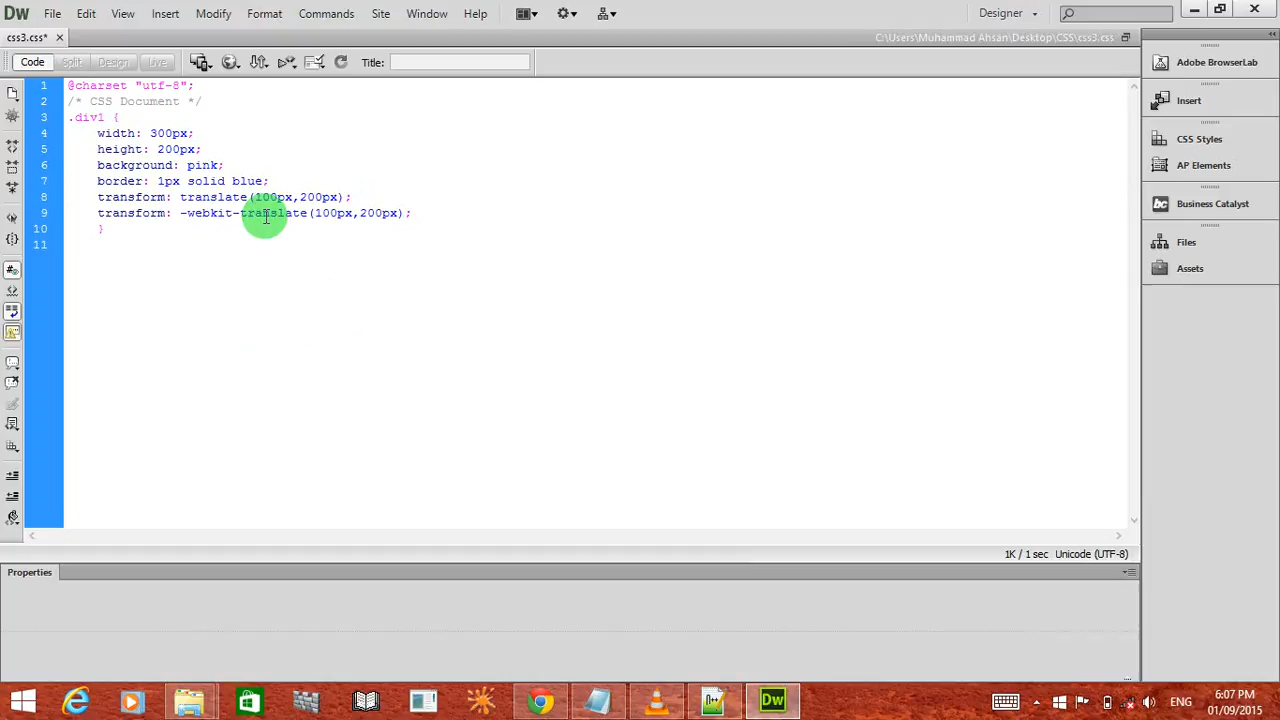 Dw File Edit View Insert Modify Format Commands Site Window Help Designer
css3.css* C:\Users\Muhammad Ahsan\Desktop\CSS\css3.css
Code Split Design Live Title:
1 @charset "utf-8";
2 /* CSS Document */
3 .div1 {
4 width: 300px;
5 height: 200px;
6 background: pink;
7 border: 1px solid blue;
8 transform: translate(100px,200px);
9 transform: -webkit-translate(100px,200px);
10 }
11
Adobe BrowserLab
Insert
CSS Styles
AP Elements
Business Catalyst
Files
Assets
1K / 1 sec Unicode (UTF-8)
Properties
Dw ENG 6:07 PM
01/09/2015